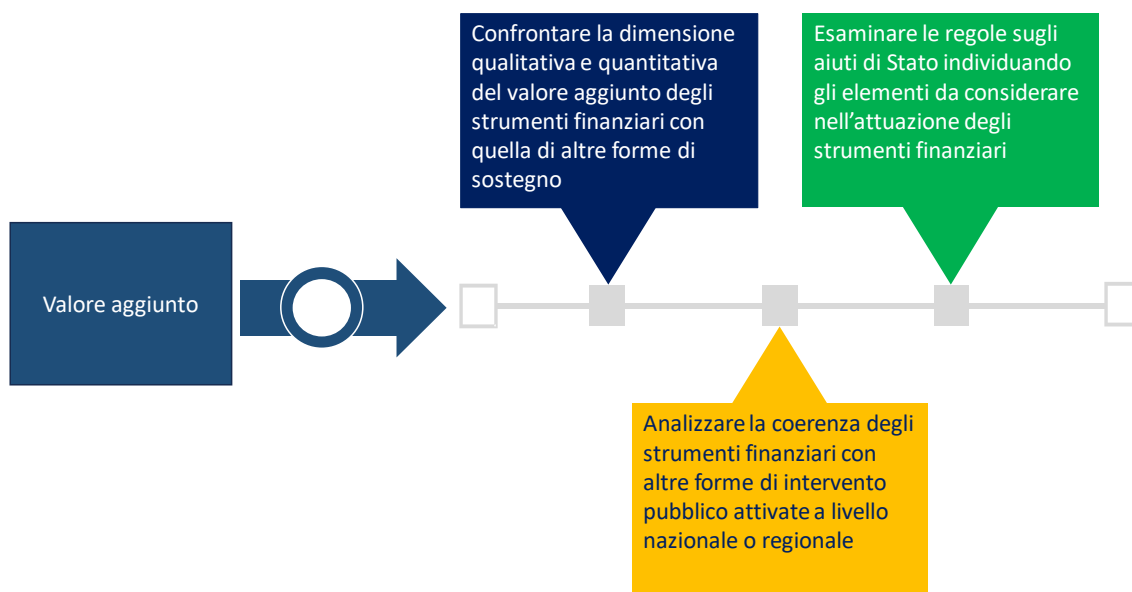 Valore aggiunto
Confrontare la dimensione
qualitativa e quantitativa
del valore aggiunto degli
strumenti finanziari con
quella di altre forme di
sostegno
Analizzare la coerenza degli
strumenti finanziari con
altre forme di intervento
pubblico attivate a livello
nazionale o regionale
Esaminare le regole sugli
aiuti di Stato individuando
gli elementi da considerare
nell'attuazione degli
strumenti finanziari